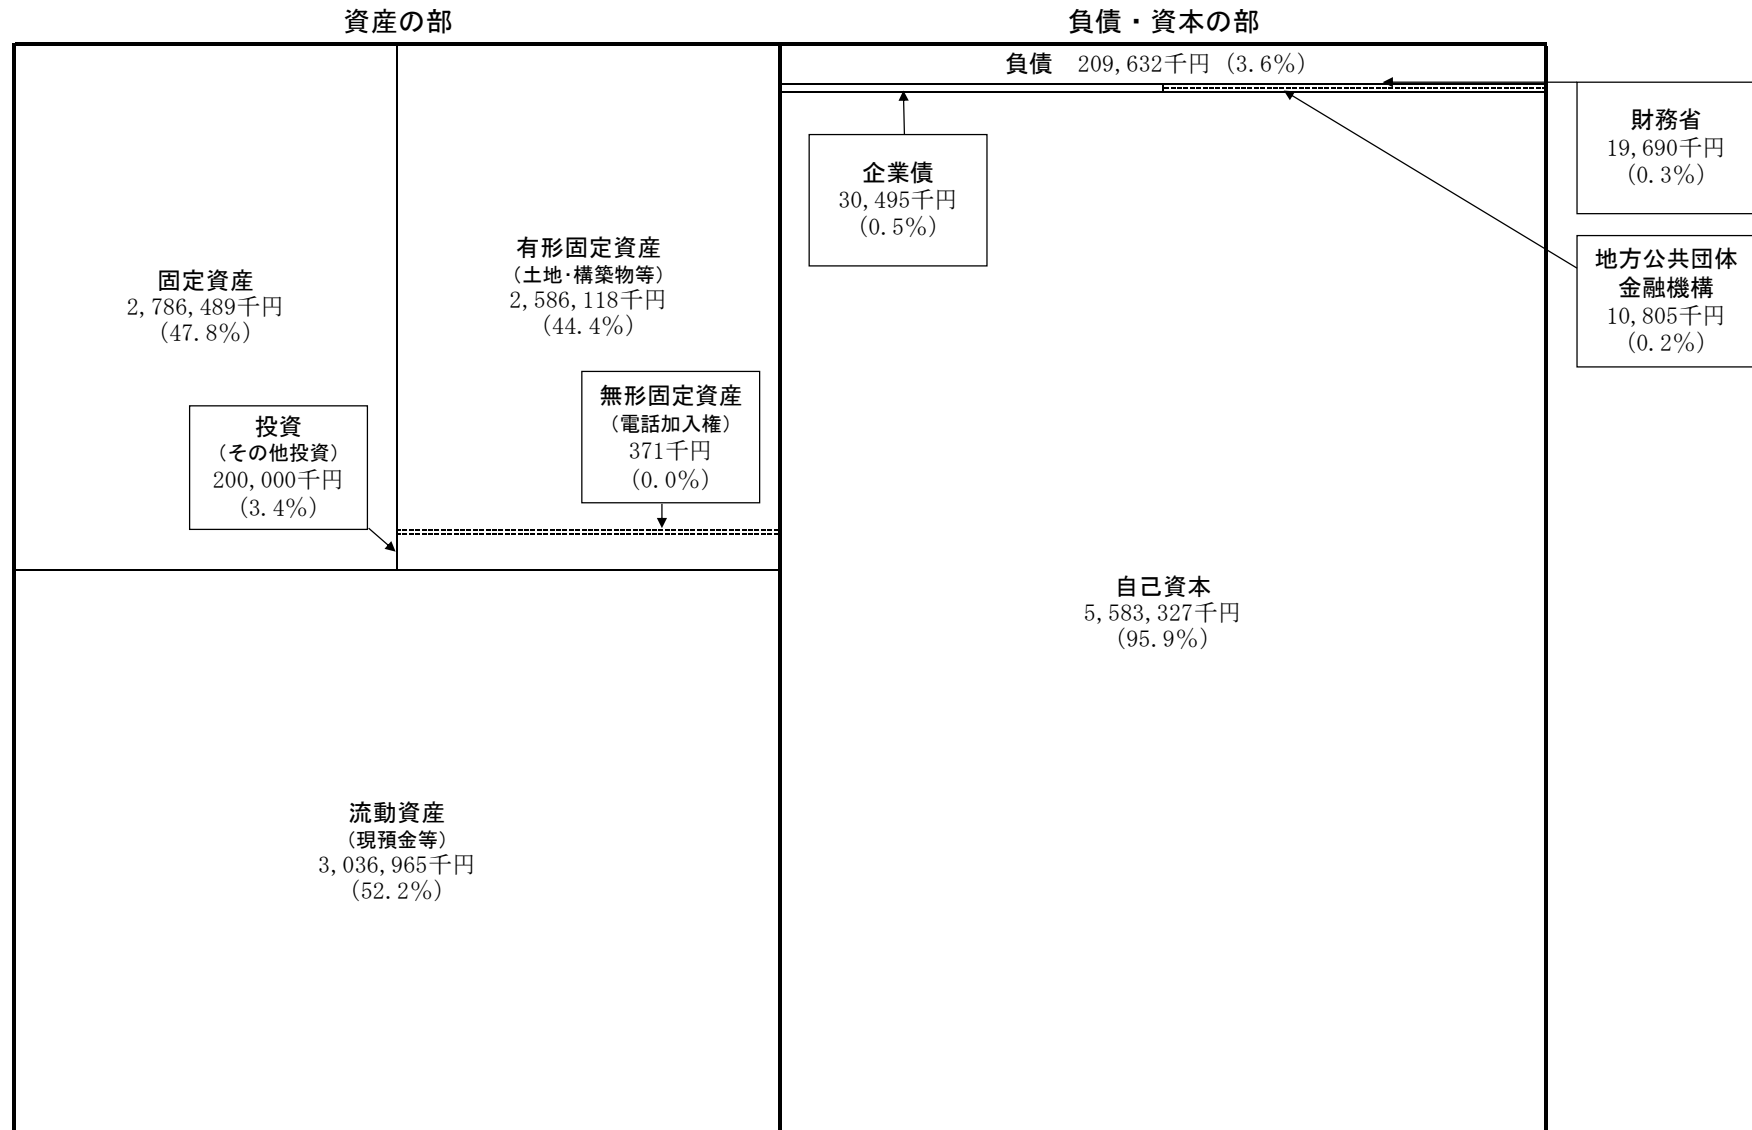 資産の部
負債・資本の部
負債　209,632千円（3.6%）
財務省
19,690千円
（0.3%）
企業債
30,495千円
（0.5%）
地方公共団体
金融機構
10,805千円
（0.2%）
固定資産
2,786,489千円
（47.8%）
有形固定資産
（土地・構築物等）
2,586,118千円
（44.4%）
無形固定資産
（電話加入権）
371千円
（0.0%）
投資
（その他投資）
200,000千円
（3.4%）
自己資本
5,583,327千円
（95.9%）
流動資産
（現預金等）
3,036,965千円
（52.2%）